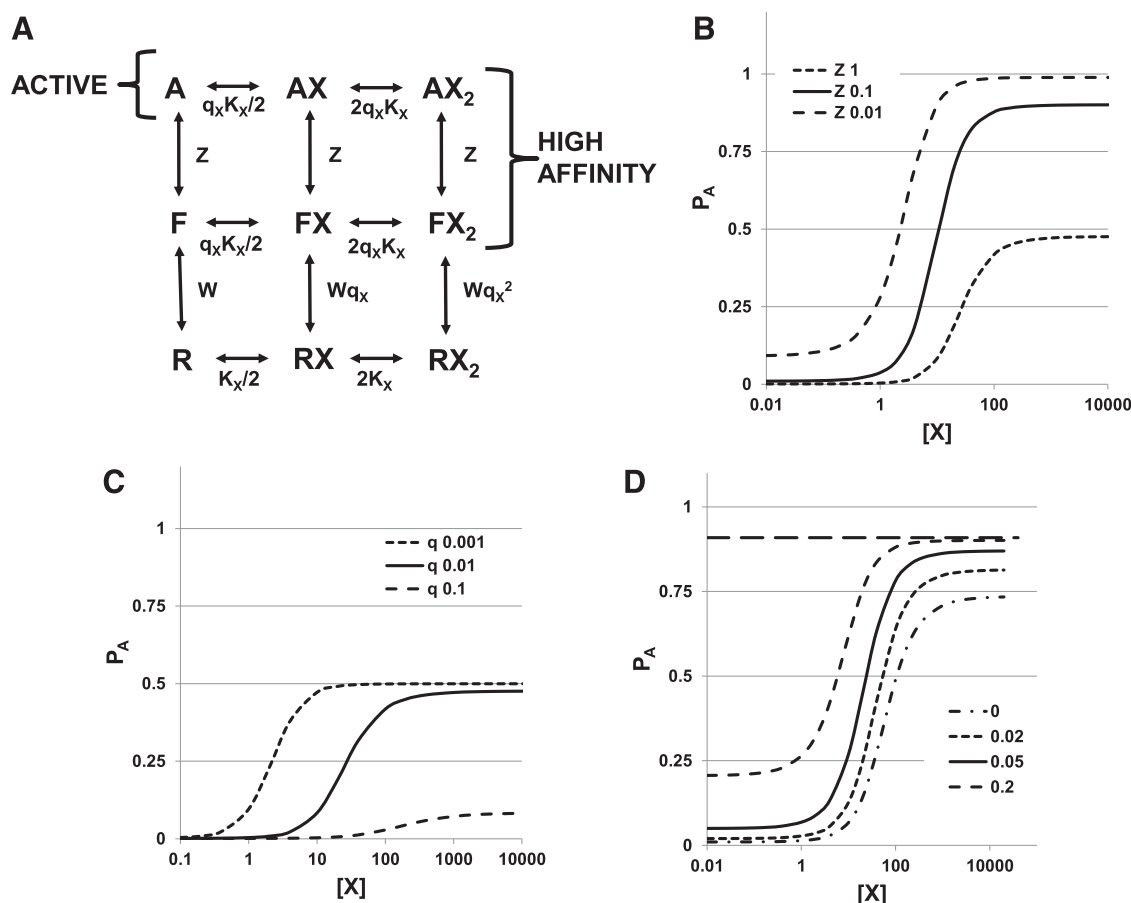 A
ACTIVE
A AX AX₂
qₓKₓ/2 2qₓKₓ
Z Z Z
HIGH
AFFINITY
F FX FX₂
qₓKₓ/2 2qₓKₓ
W Wqₓ Wqₓ²
R RX RX₂
Kₓ/2 2Kₓ
B
1
0.75
0.5
0.25
0
Z 1
Z 0.1
Z 0.01
P_A
0.01 1 100 10000
[X]
C
1
0.75
0.5
0.25
0
q 0.001
q 0.01
q 0.1
P_A
0.1 1 10 100 1000 10000
[X]
D
1
0.75
0.5
0.25
0
P_A
0
0.02
0.05
0.2
0.01 1 100 10000
[X]